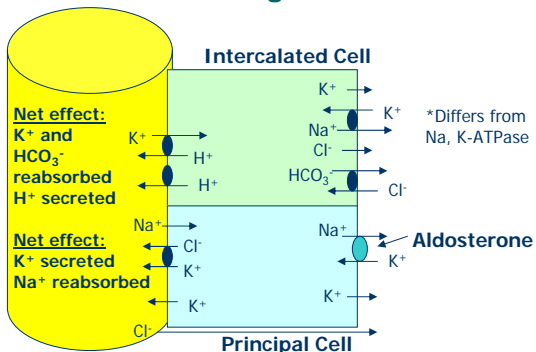 Intercalated Cell
Net effect:
K⁺ and
HCO₃⁻
reabsorbed
H⁺ secreted
K⁺
H⁺
H⁺
K⁺
K⁺
Na⁺
Cl⁻
HCO₃⁻
Cl⁻
*Differs from
Na, K-ATPase
Net effect:
K⁺ secreted
Na⁺ reabsorbed
Na⁺
Cl⁻
K⁺
K⁺
Cl⁻
Na⁺
K⁺
K⁺
Aldosterone
Principal Cell